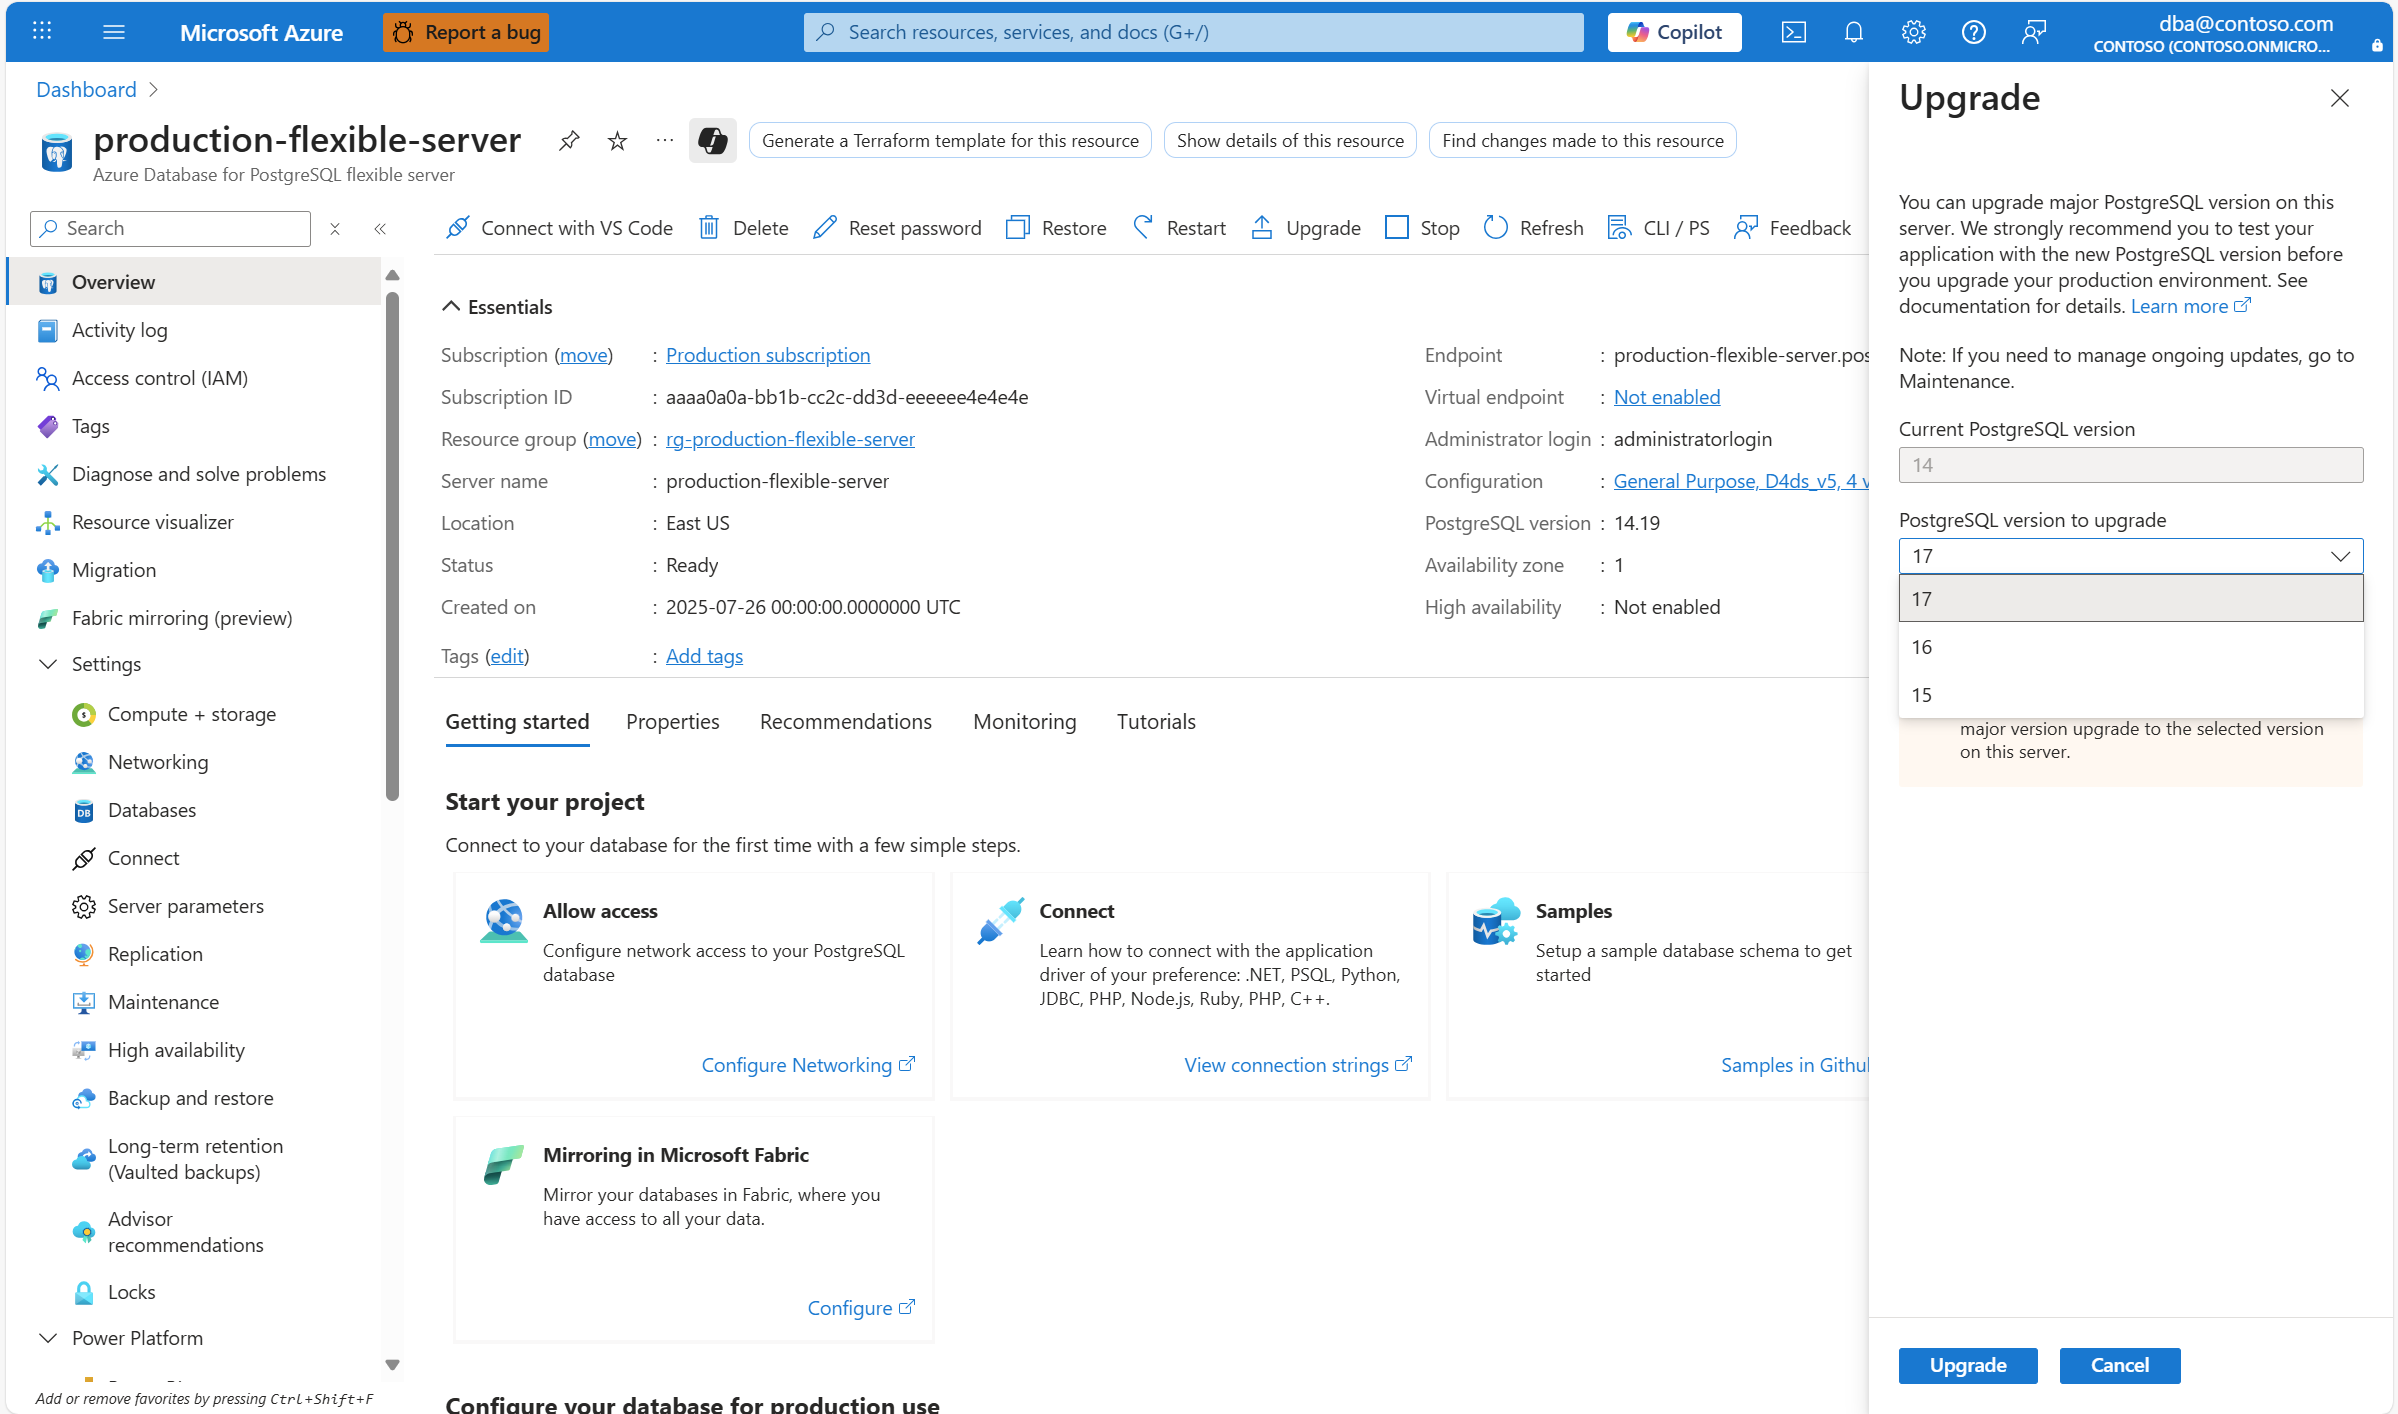 Microsoft Azure
Report a bug
Search resources, services, and docs (G+/)
Copilot
dba@contoso.com
CONTOSO (CONTOSO.ONMICRO...
Dashboard
production-flexible-server
Azure Database for PostgreSQL flexible server
Generate a Terraform template for this resource
Show details of this resource
Find changes made to this resource
Search
Overview
Activity log
Access control (IAM)
Tags
Diagnose and solve problems
Resource visualizer
Migration
Fabric mirroring (preview)
Settings
Compute + storage
Networking
Databases
Connect
Server parameters
Replication
Maintenance
High availability
Backup and restore
Long-term retention
(Vaulted backups)
Advisor
recommendations
Locks
Power Platform
Add or remove favorites by pressing Ctrl+Shift+F
Connect with VS Code
Delete
Reset password
Restore
Restart
Upgrade
Stop
Refresh
CLI / PS
Feedback
Essentials
Subscription (move) : Production subscription
Subscription ID : aaaa0a0a-bb1b-cc2c-dd3d-eeeeee4e4e4e
Resource group (move) : rg-production-flexible-server
Server name : production-flexible-server
Location : East US
Status : Ready
Created on : 2025-07-26 00:00:00.0000000 UTC
Tags (edit) : Add tags
Endpoint : production-flexible-server.pos
Virtual endpoint : Not enabled
Administrator login : administratorlogin
Configuration : General Purpose, D4ds_v5, 4 v
PostgreSQL version : 14.19
Availability zone : 1
High availability : Not enabled
Getting started
Properties
Recommendations
Monitoring
Tutorials
Start your project
Connect to your database for the first time with a few simple steps.
Allow access
Configure network access to your PostgreSQL
database
Configure Networking
Connect
Learn how to connect with the application
driver of your preference: .NET, PSQL, Python,
JDBC, PHP, Node.js, Ruby, PHP, C++.
View connection strings
Samples
Setup a sample database schema to get
started
Samples in Githu
Mirroring in Microsoft Fabric
Mirror your databases in Fabric, where you
have access to all your data.
Configure
Configure your database for production use
Upgrade
You can upgrade major PostgreSQL version on this
server. We strongly recommend you to test your
application with the new PostgreSQL version before
you upgrade your production environment. See
documentation for details. Learn more
Note: If you need to manage ongoing updates, go to
Maintenance.
Current PostgreSQL version
14
PostgreSQL version to upgrade
17
17
16
15
major version upgrade to the selected version
on this server.
Upgrade
Cancel